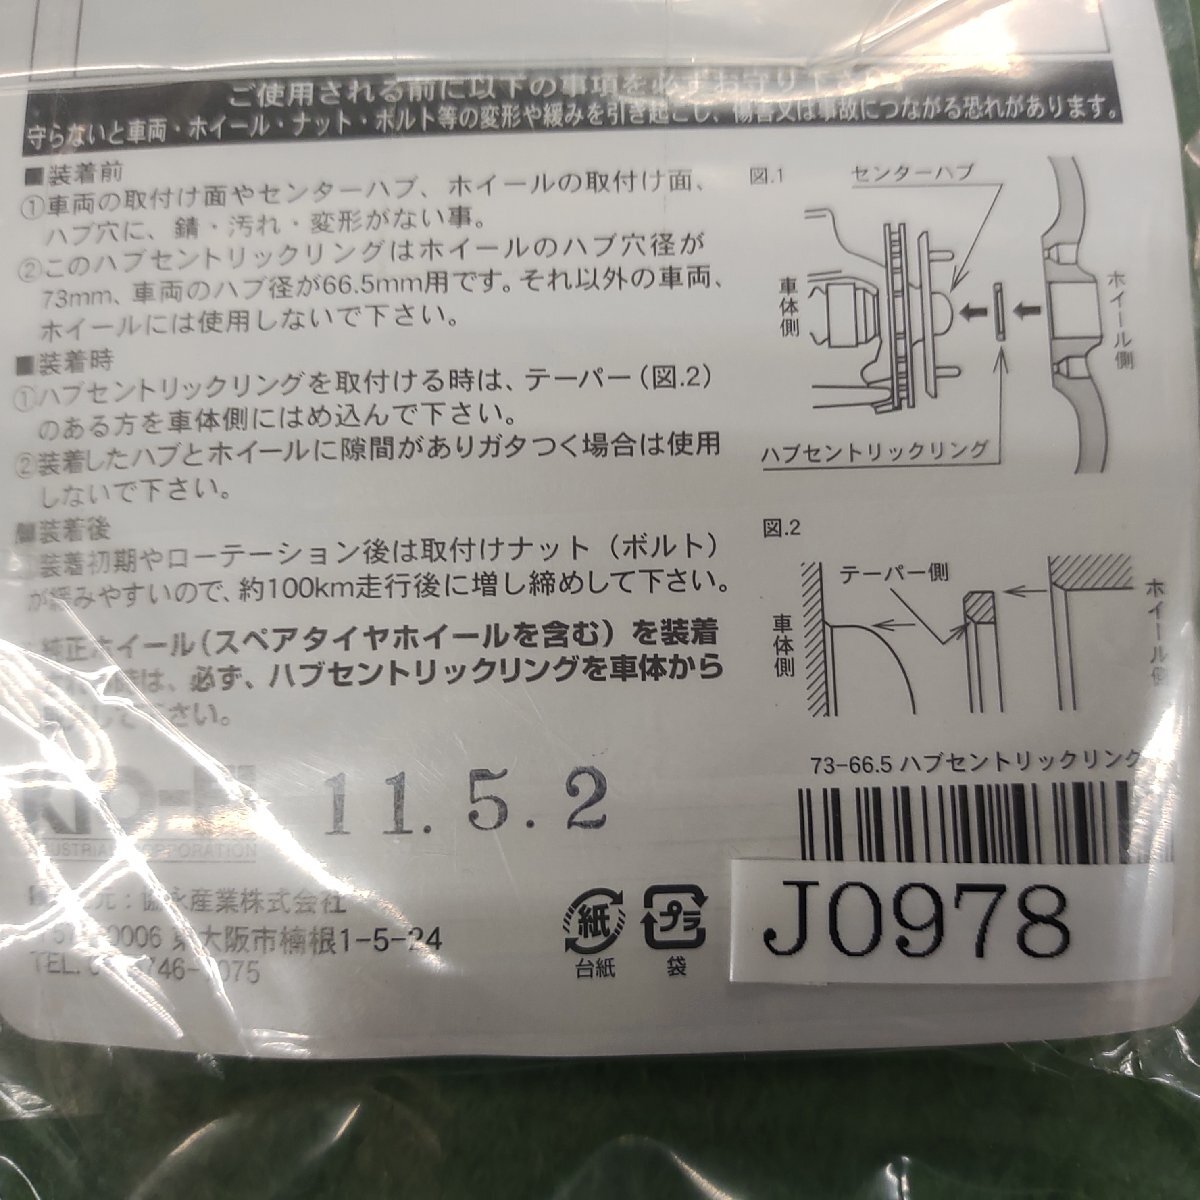 ご使用される前に以下の事項を必ずお守り下さい。
守らないと車両・ホイール・ナット・ボルト等の変形や緩みを引き起こし、傷害又は事故につながる恐れがあります。
■装着前
①車両の取付け面やセンターハブ、ホイールの取付け面、
ハブ穴に、錆・汚れ・変形がない事。
②このハブセントリックリングはホイールのハブ穴径が
73mm、車両のハブ径が66.5mm用です。それ以外の車両、
ホイールには使用しないで下さい。
■装着時
①ハブセントリックリングを取付ける時は、テーパー(図.2)
のある方を車体側にはめ込んで下さい。
②装着したハブとホイールに隙間がありガタつく場合は使用
しないで下さい。
■装着後
装着初期やローテーション後は取付けナット(ボルト)
が緩みやすいので、約100km走行後に増し締めして下さい。
純正ホイール(スペアタイヤホイールを含む)を装着
は、必ず、ハブセントリックリングを車体から
して下さい。
図.1
センターハブ
車体側
ホイール側
ハブセントリックリング
図.2
テーパー側
車体側
ホイール側
73-66.5 ハブセントリックリング
11.5.2
CORPORATION
元:協永産業株式会社
0006 東大阪市楠根1-5-24
TEL.
紙
台紙
プラ
袋
J0978